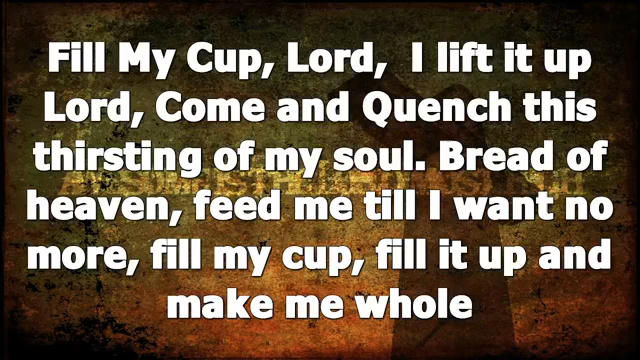 Fill My Cup, Lord,  I lift it up
Lord, Come and Quench this
thirsting of my soul. Bread of
heaven, feed me till I want no
more, fill my cup, fill it up and
make me whole